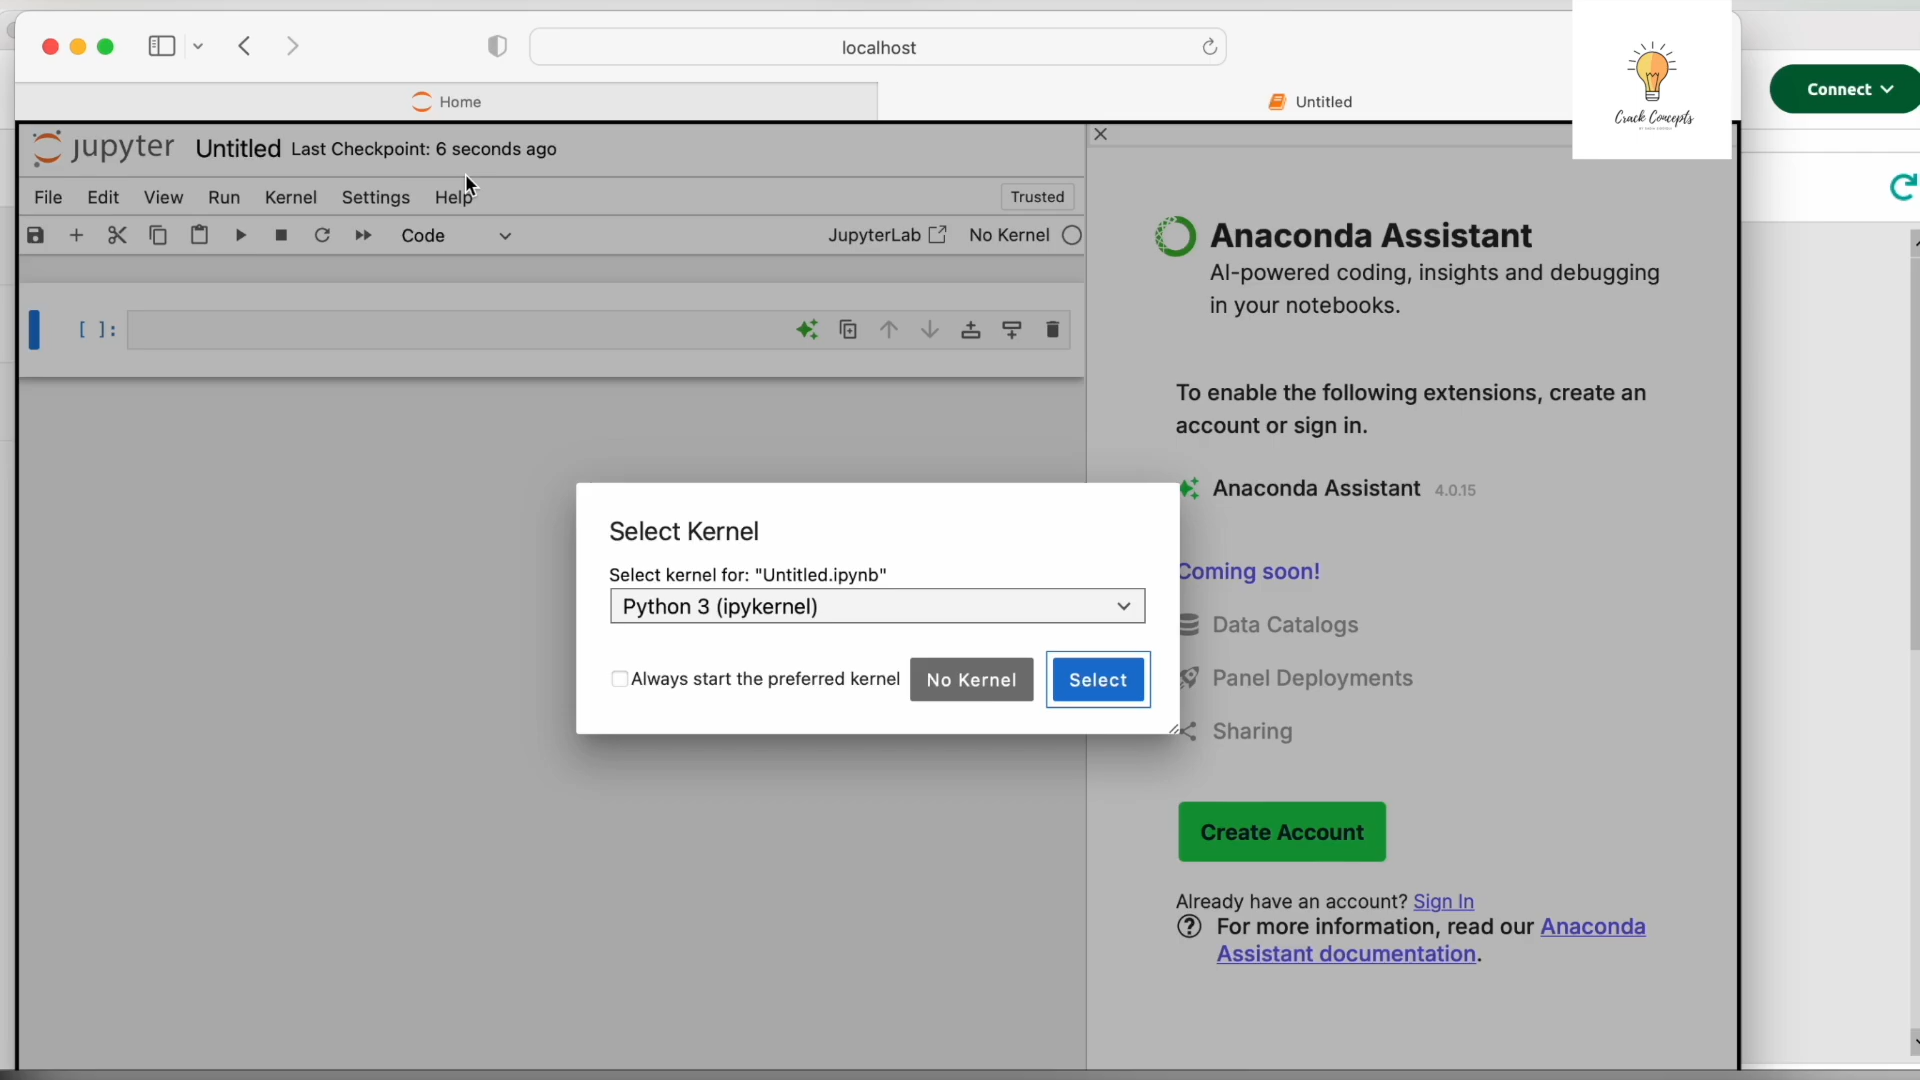 localhost
Home
Untitled
Crack Concepts
Connect
jupyter Untitled Last Checkpoint: 6 seconds ago
File Edit View Run Kernel Settings Help
Trusted
Code
JupyterLab
No Kernel
[ ]:
Anaconda Assistant
AI-powered coding, insights and debugging
in your notebooks.
To enable the following extensions, create an
account or sign in.
Anaconda Assistant 4.0.15
Coming soon!
Data Catalogs
Panel Deployments
Sharing
Create Account
Already have an account? Sign In
For more information, read our Anaconda
Assistant documentation.
Select Kernel
Select kernel for: "Untitled.ipynb"
Python 3 (ipykernel)
Always start the preferred kernel
No Kernel
Select